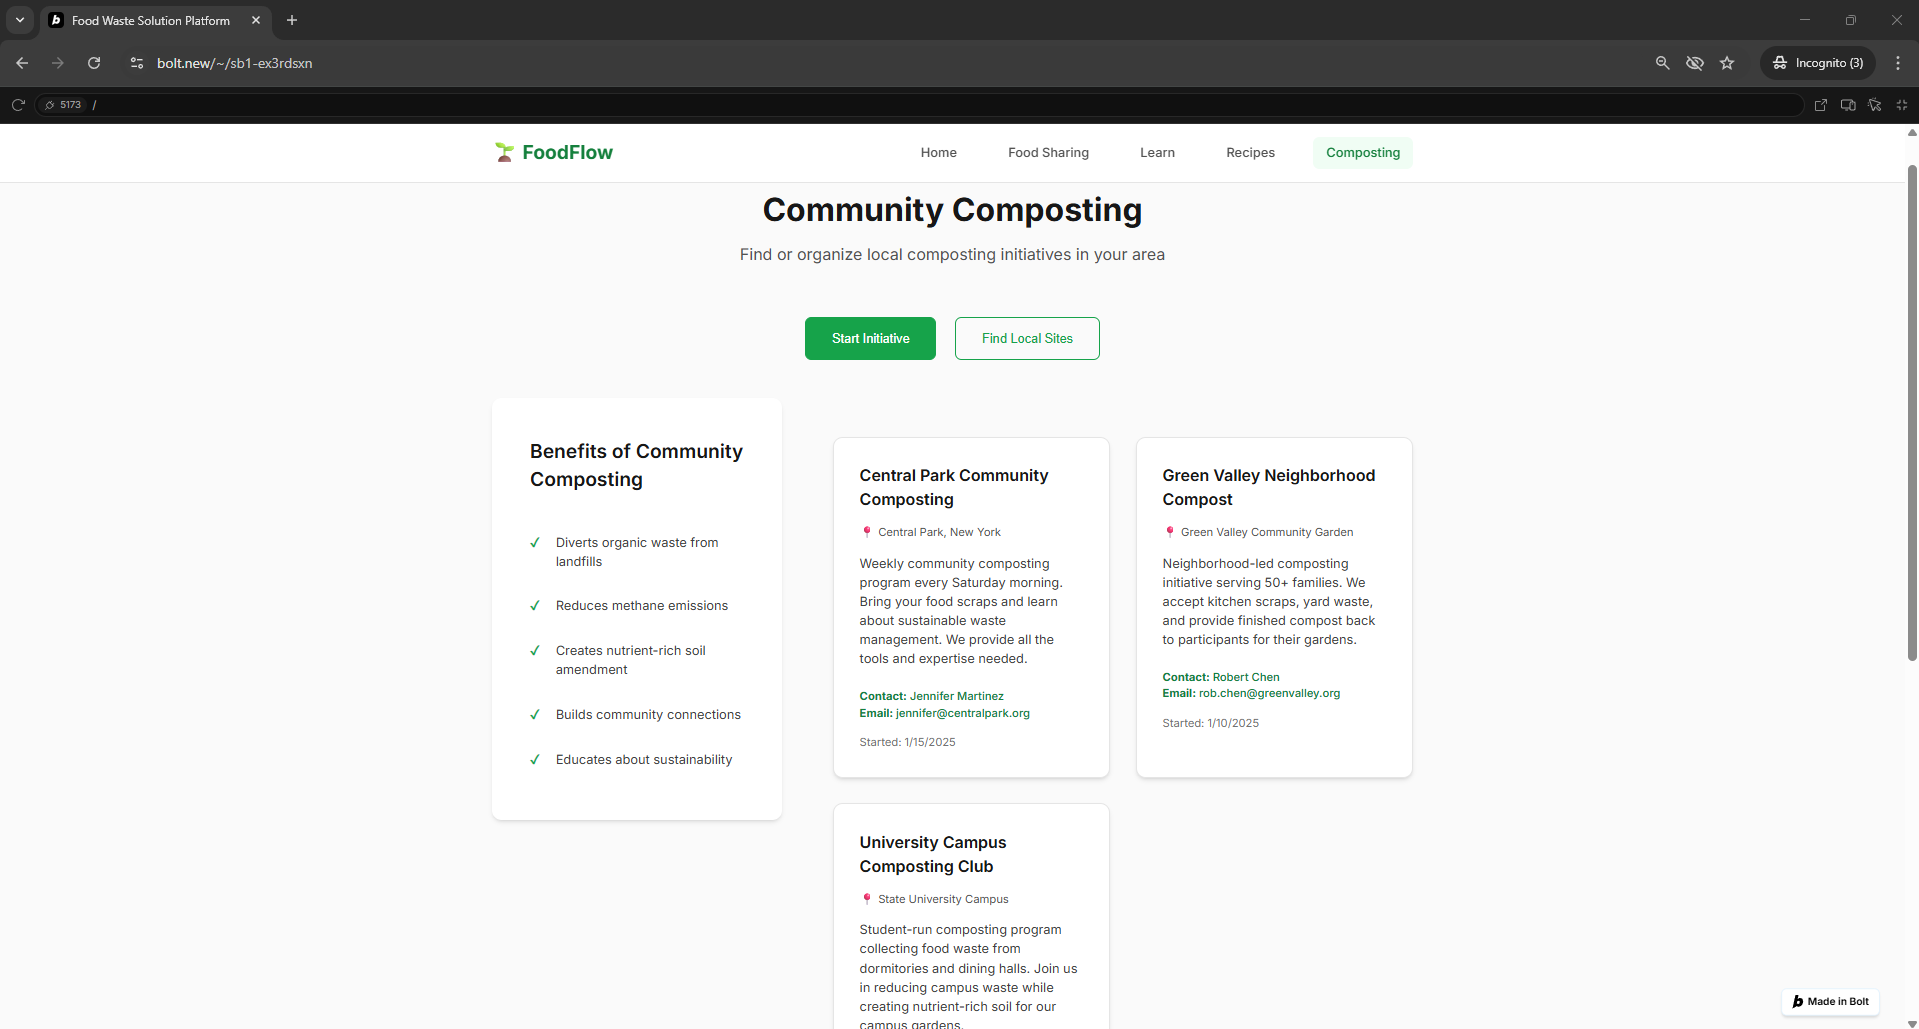 Food Waste Solution Platform
bolt.new/~/sb1-ex3rdsxn
Incognito (3)
5173 /
FoodFlow
Home
Food Sharing
Learn
Recipes
Composting
Community Composting
Find or organize local composting initiatives in your area
Start Initiative
Find Local Sites
Benefits of Community
Composting
✓ Diverts organic waste from
landfills
✓ Reduces methane emissions
✓ Creates nutrient-rich soil
amendment
✓ Builds community connections
✓ Educates about sustainability
Central Park Community
Composting
Central Park, New York
Weekly community composting
program every Saturday morning.
Bring your food scraps and learn
about sustainable waste
management. We provide all the
tools and expertise needed.
Contact: Jennifer Martinez
Email: jennifer@centralpark.org
Started: 1/15/2025
Green Valley Neighborhood
Compost
Green Valley Community Garden
Neighborhood-led composting
initiative serving 50+ families. We
accept kitchen scraps, yard waste,
and provide finished compost back
to participants for their gardens.
Contact: Robert Chen
Email: rob.chen@greenvalley.org
Started: 1/10/2025
University Campus
Composting Club
State University Campus
Student-run composting program
collecting food waste from
dormitories and dining halls. Join us
in reducing campus waste while
creating nutrient-rich soil for our
campus gardens.
b Made in Bolt